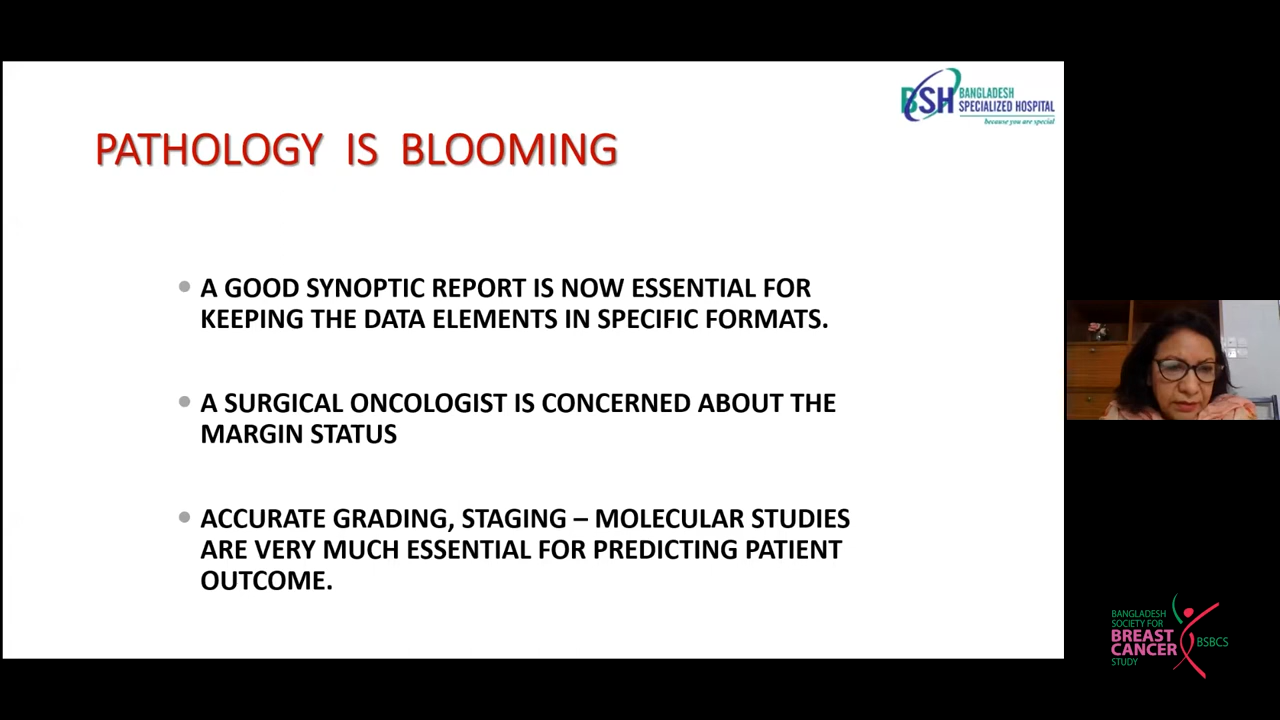 BSH BANGLADESH
SPECIALIZED HOSPITAL
because you are special
PATHOLOGY IS BLOOMING
A GOOD SYNOPTIC REPORT IS NOW ESSENTIAL FOR
KEEPING THE DATA ELEMENTS IN SPECIFIC FORMATS.
A SURGICAL ONCOLOGIST IS CONCERNED ABOUT THE
MARGIN STATUS
ACCURATE GRADING, STAGING – MOLECULAR STUDIES
ARE VERY MUCH ESSENTIAL FOR PREDICTING PATIENT
OUTCOME.
BANGLADESH
SOCIETY FOR
BREAST
CANCER BSBCS
STUDY